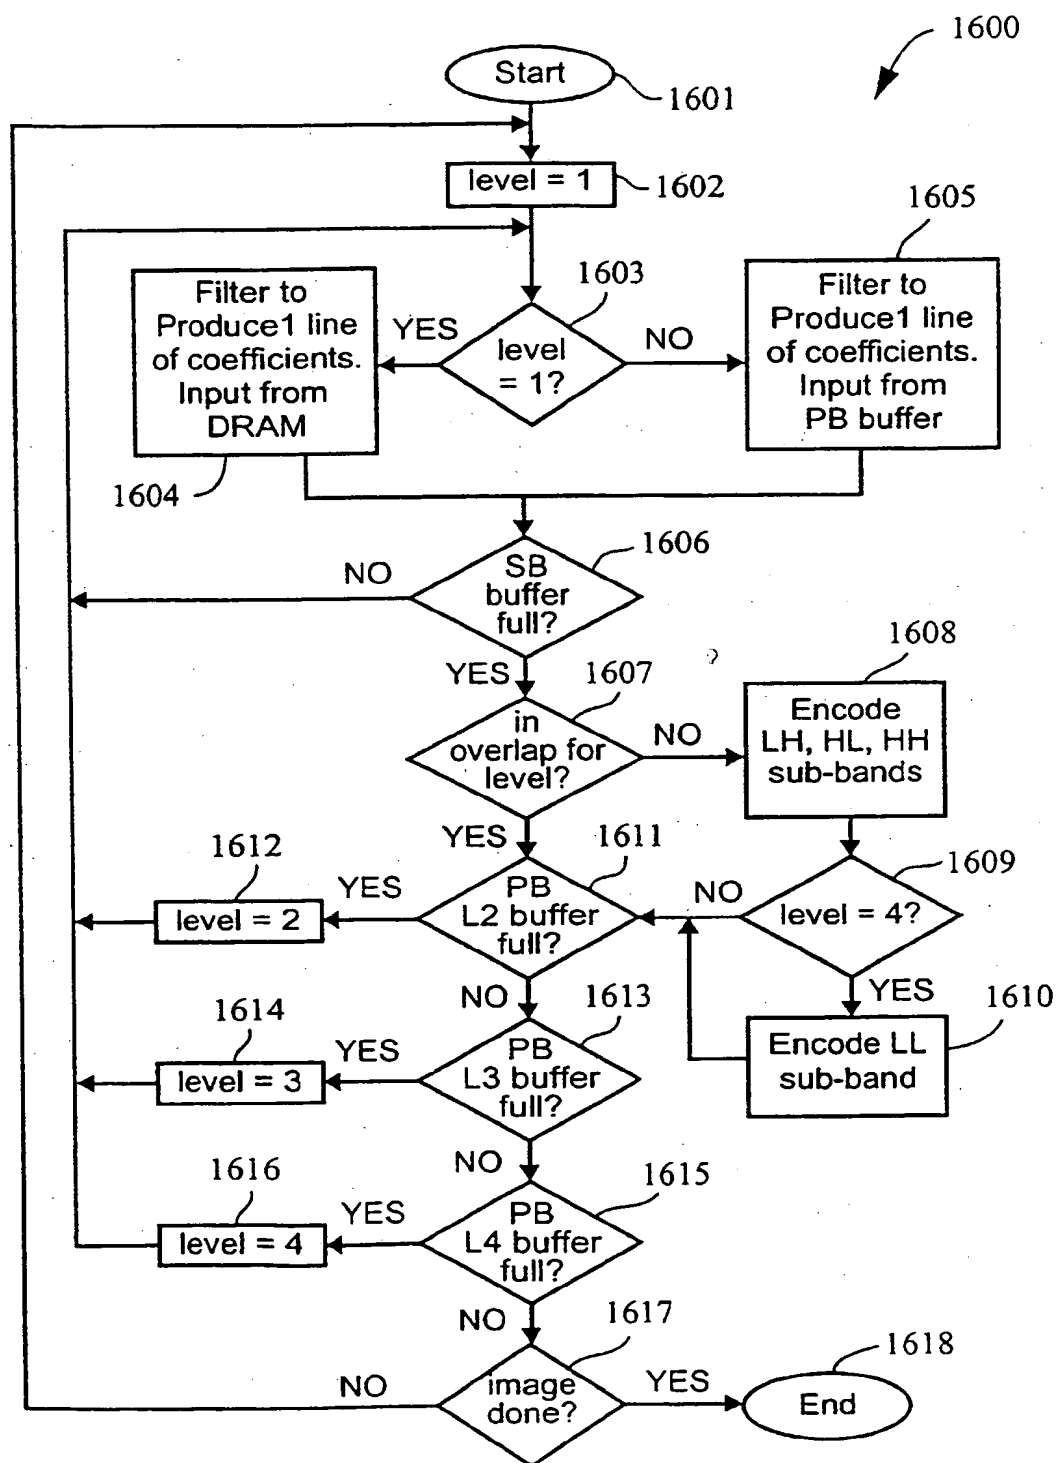 1600
Start
1601
level = 1
1602
1605
1603
Filter to
Produce1 line
of coefficients.
Input from
DRAM
YES
level
= 1?
NO
Filter to
Produce1 line
of coefficients.
Input from
PB buffer
1604
1606
NO
SB
buffer
full?
YES
1607
1608
in
overlap for
level?
NO
Encode
LH, HL, HH
sub-bands
YES
1612
1611
1609
level = 2
YES
PB
L2 buffer
full?
NO
level = 4?
NO
YES
1614
1613
1610
level = 3
YES
PB
L3 buffer
full?
Encode LL
sub-band
NO
1616
1615
level = 4
YES
PB
L4 buffer
full?
NO
1617
1618
NO
image
done?
YES
End